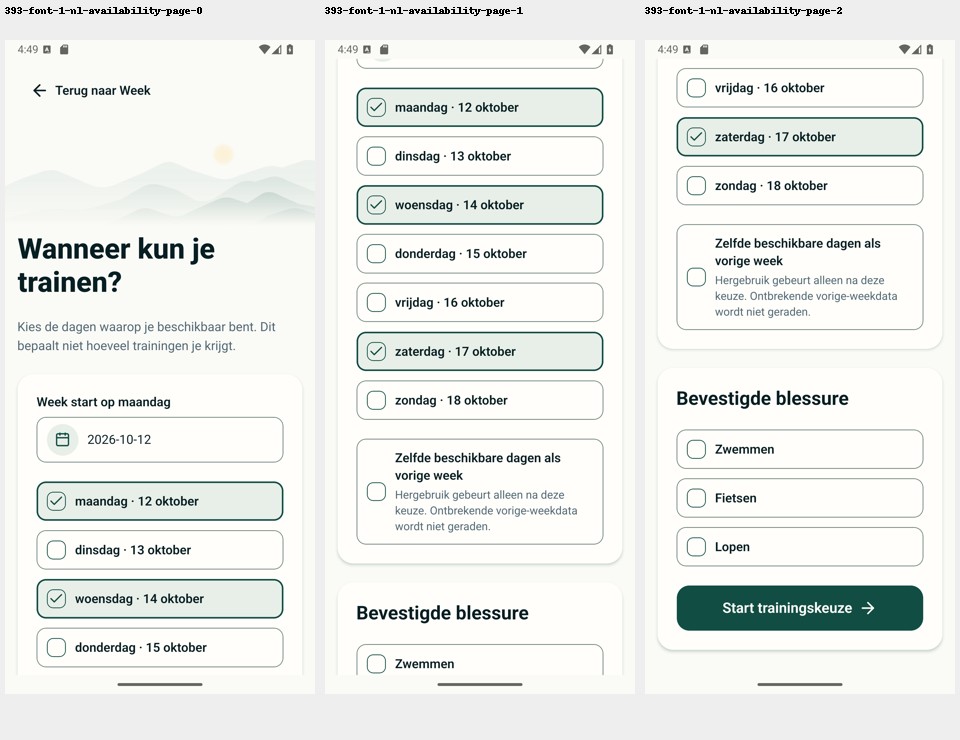 393-font-1-nl-availability-page-0
4:49
Terug naar Week
Wanneer kun je
trainen?
Kies de dagen waarop je beschikbaar bent. Dit
bepaalt niet hoeveel trainingen je krijgt.
Week start op maandag
2026-10-12
maandag · 12 oktober
dinsdag · 13 oktober
woensdag · 14 oktober
donderdag · 15 oktober
393-font-1-nl-availability-page-1
4:49
maandag · 12 oktober
dinsdag · 13 oktober
woensdag · 14 oktober
donderdag · 15 oktober
vrijdag · 16 oktober
zaterdag · 17 oktober
zondag · 18 oktober
Zelfde beschikbare dagen als
vorige week
Hergebruik gebeurt alleen na deze
keuze. Ontbrekende vorige-weekdata
wordt niet geraden.
Bevestigde blessure
Zwemmen
393-font-1-nl-availability-page-2
4:49
vrijdag · 16 oktober
zaterdag · 17 oktober
zondag · 18 oktober
Zelfde beschikbare dagen als
vorige week
Hergebruik gebeurt alleen na deze
keuze. Ontbrekende vorige-weekdata
wordt niet geraden.
Bevestigde blessure
Zwemmen
Fietsen
Lopen
Start trainingskeuze